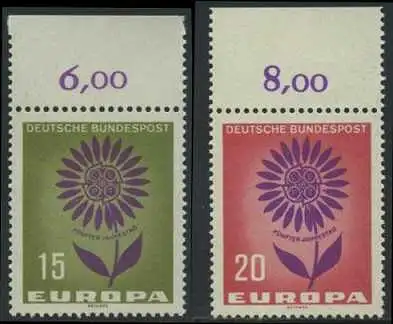 6,00
DEUTSCHE BUNDESPOST
FÜNFTER JAHRESTAG
15
EUROPA
8,00
DEUTSCHE BUNDESPOST
FÜNFTER JAHRESTAG
20
EUROPA